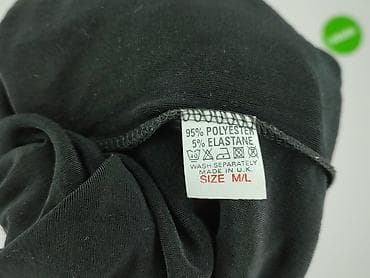 95% POLYESTER
5% ELASTANE
WASH SEPARATELY
MADE IN U.K.
SIZE M/L